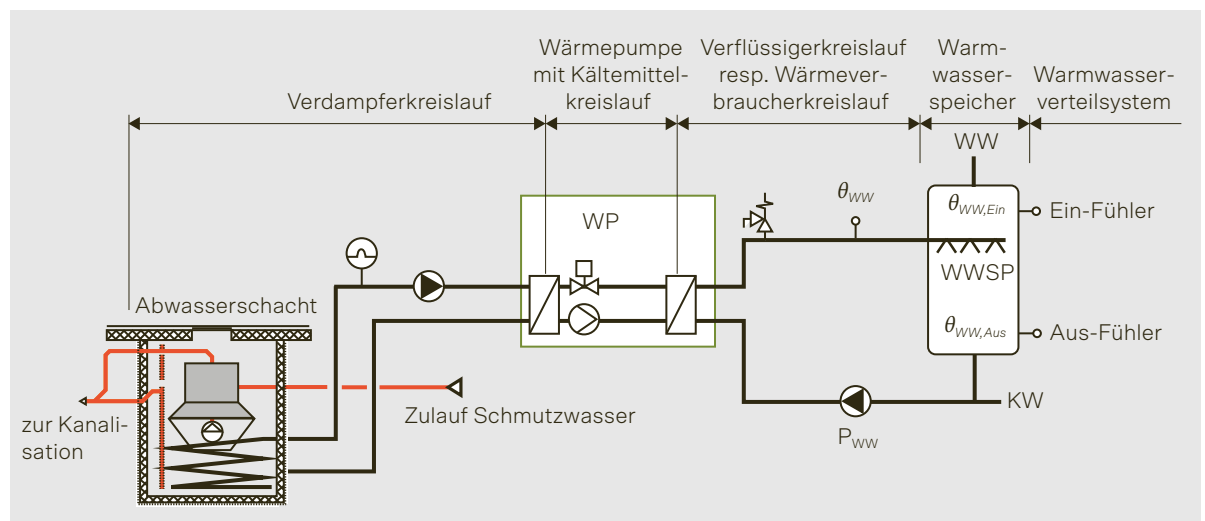 Verdampferkreislauf
Wärmepumpe
mit Kältemittel-
kreislauf
Verflüssigerkreislauf
resp. Wärmever-
braucherkreislauf
Warm-
wasser-
speicher
Warmwasser-
verteilsystem
WW
θWW
θWW,Ein
Ein-Fühler
WP
WWSP
Abwasserschacht
θWW,Aus
Aus-Fühler
Zulauf Schmutzwasser
KW
PWW
zur Kanali-
sation